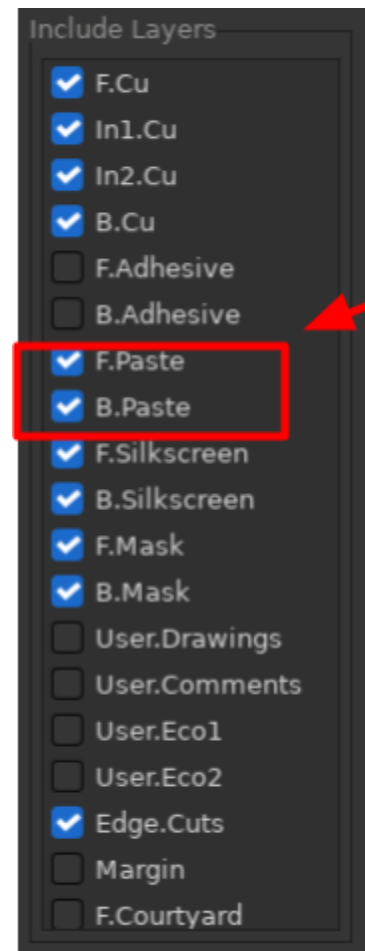 Include Layers
F.Cu
In1.Cu
In2.Cu
B.Cu
F.Adhesive
B.Adhesive
F.Paste
B.Paste
F.Silkscreen
B.Silkscreen
F.Mask
B.Mask
User.Drawings
User.Comments
User.Eco1
User.Eco2
Edge.Cuts
Margin
F.Courtyard